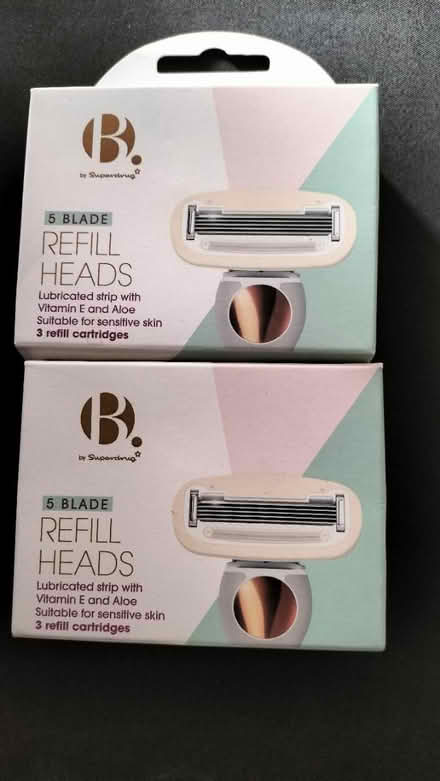 B.
by Superdrug
5 BLADE
REFILL
HEADS
Lubricated strip with
Vitamin E and Aloe
Suitable for sensitive skin
3 refill cartridges
B.
by Superdrug
5 BLADE
REFILL
HEADS
Lubricated strip with
Vitamin E and Aloe
Suitable for sensitive skin
3 refill cartridges